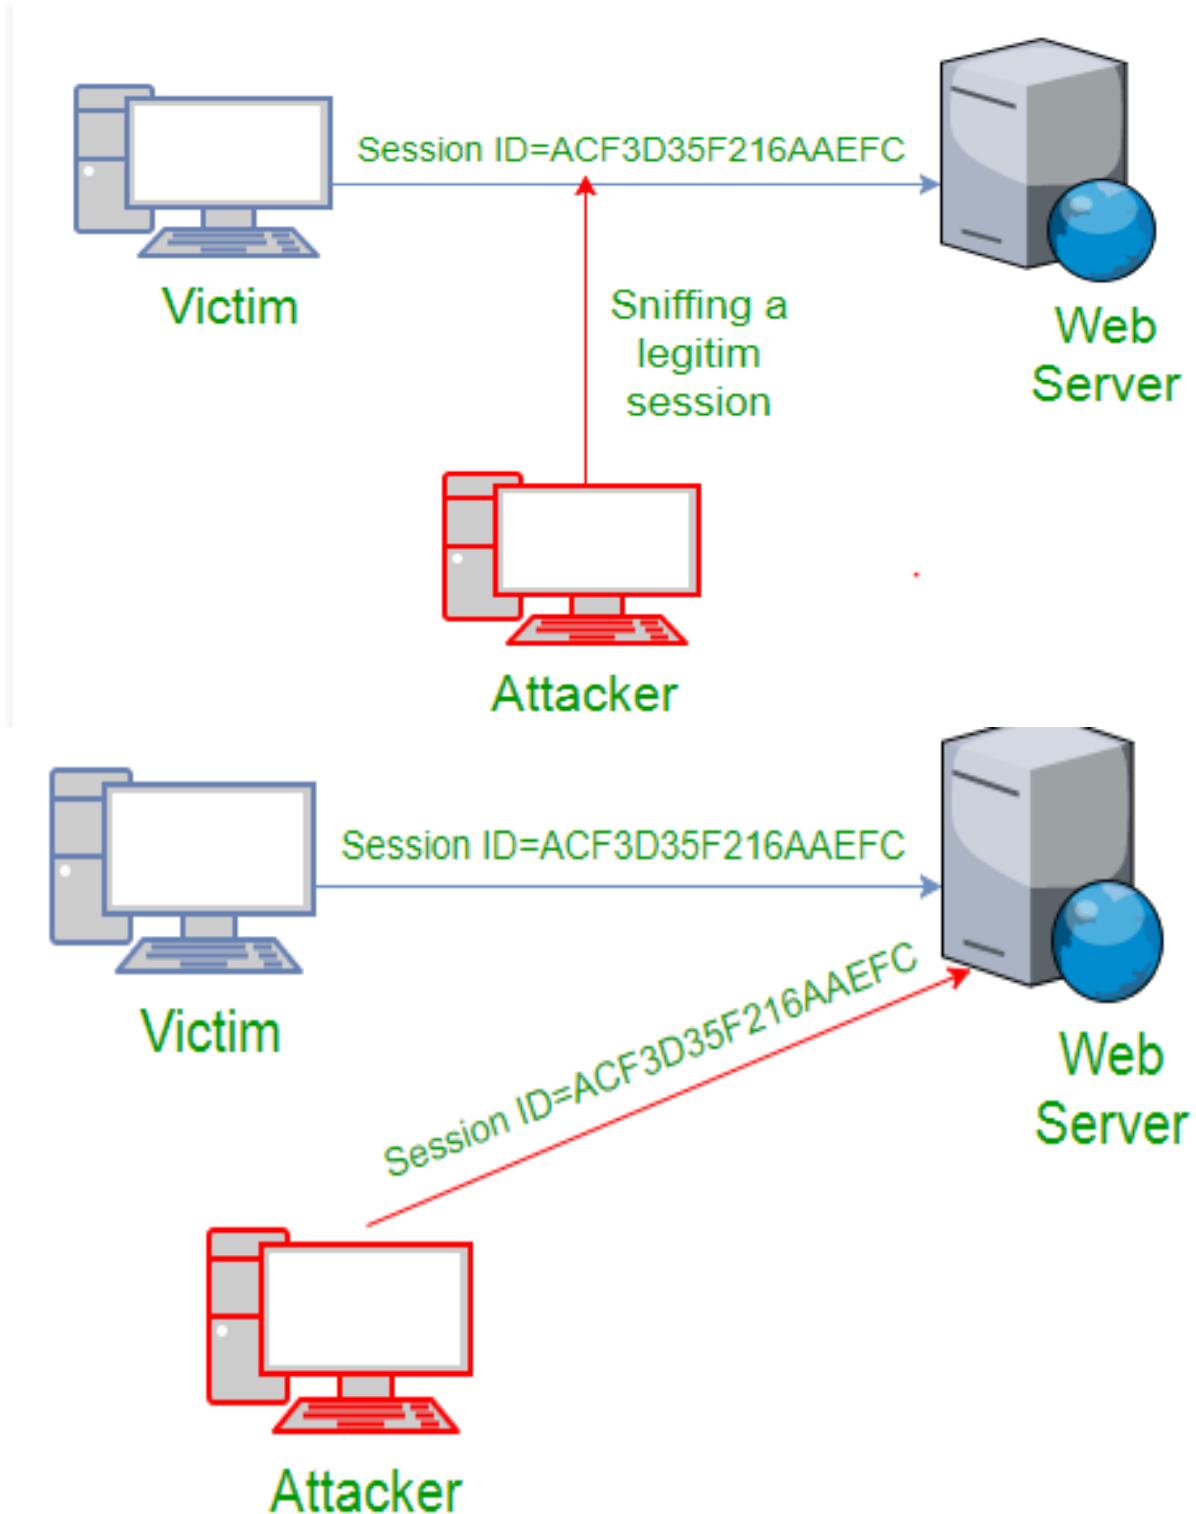 Session ID=ACF3D35F216AAEFC
Victim
Sniffing a
legitim
session
Web
Server
Attacker
Session ID=ACF3D35F216AAEFC
Victim
Session ID=ACF3D35F216AAEFC
Web
Server
Attacker